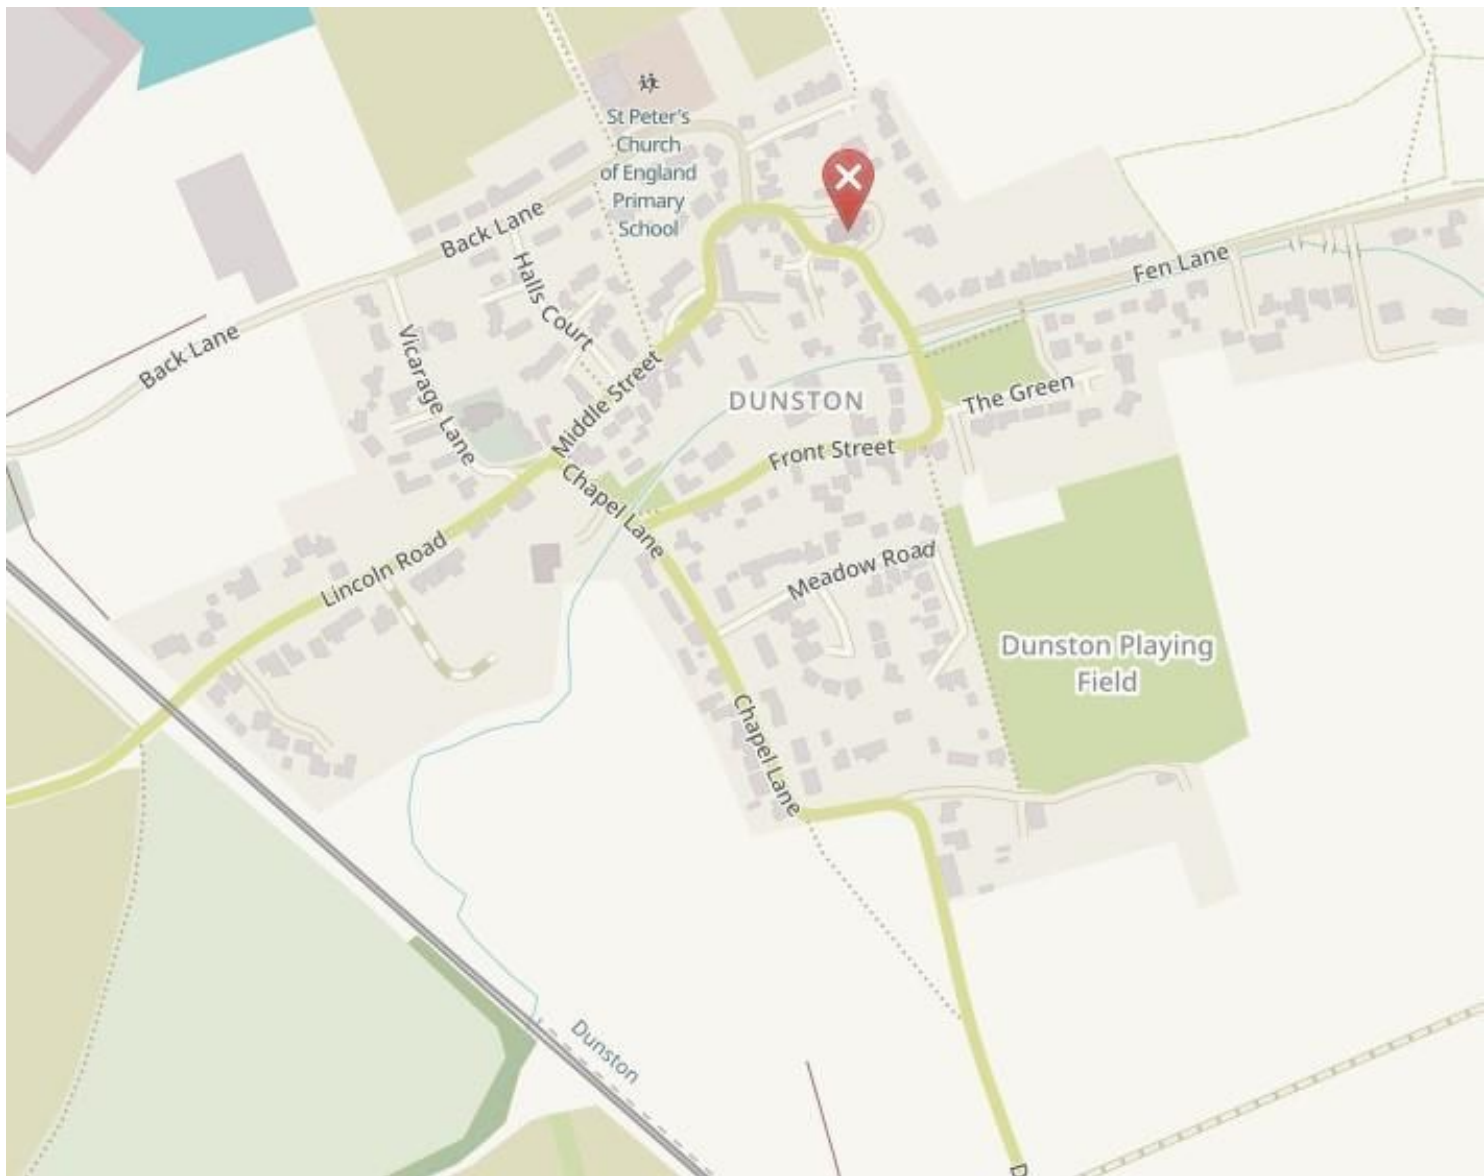 St Peter's
Church
of England
Primary
School
Back Lane
Fen Lane
Halls Court
Back Lane
Vicarage Lane
Middle Street
DUNSTON
The Green
Front Street
Chapel Lane
Lincoln Road
Meadow Road
Dunston Playing
Field
Chapel Lane
Dunston
D